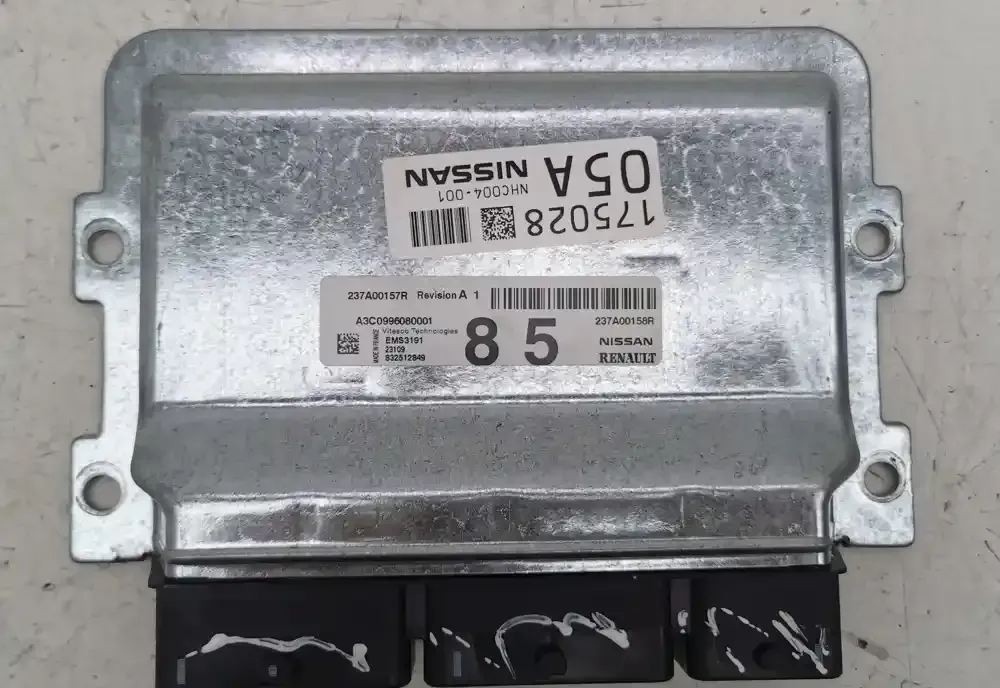 175028
05A
NHC004-001
NISSAN
237A00157R Revision A 1
A3C0996080001
Vitesco Technologies
MADE IN FRANCE
EMS3191
23109
832512849
85
237A00158R
NISSAN
RENAULT